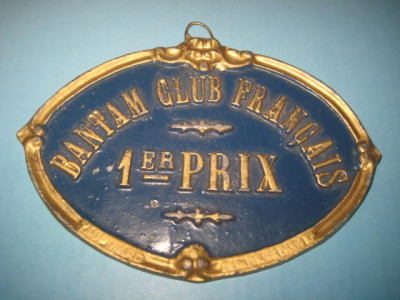 BANTAM CLUB FRANÇAIS
1ER PRIX